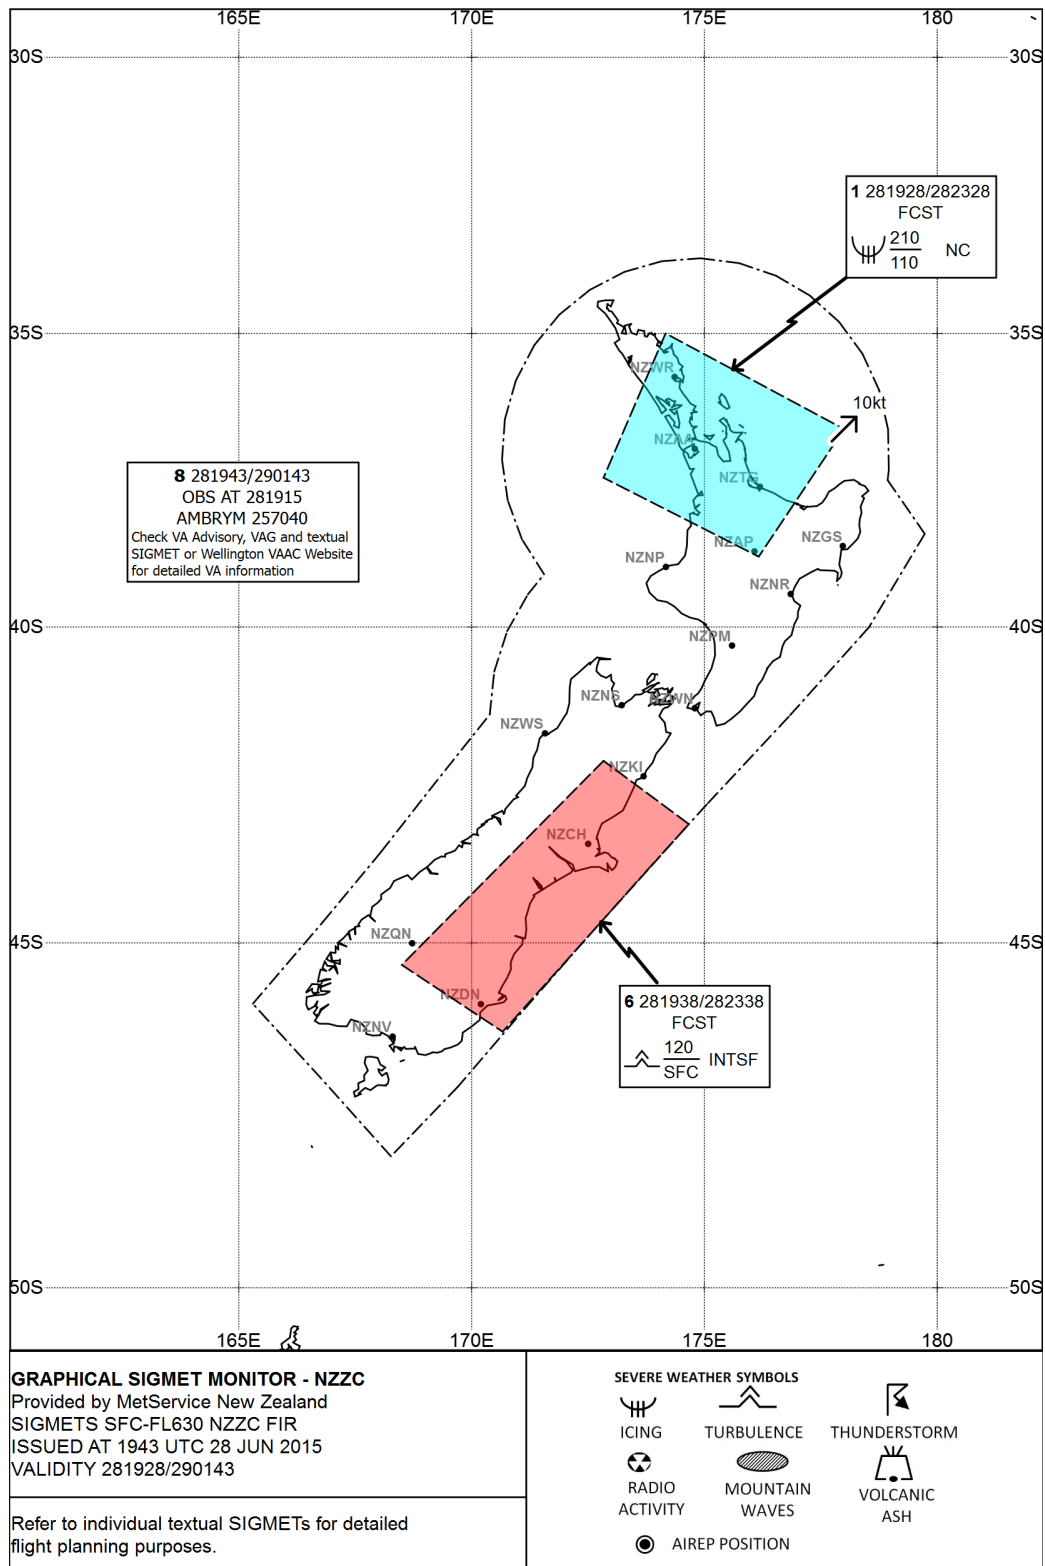 165E 170E 175E 180
30S 30S
1 281928/282328
FCST
210
110 NC
35S 35S
NZWR
10kt
NZAA
8 281943/290143
OBS AT 281915
AMBRYM 257040
Check VA Advisory, VAG and textual
SIGMET or Wellington VAAC Website
for detailed VA information
NZTG
NZAP
NZGS
NZNP
NZNR
40S 40S
NZPM
NZNS
NZWN
NZWS
NZKI
NZCH
NZQN
45S 45S
NZDN
6 281938/282338
FCST
120
SFC INTSF
NZNV
50S 50S
165E 170E 175E 180
GRAPHICAL SIGMET MONITOR - NZZC
Provided by MetService New Zealand
SIGMETS SFC-FL630 NZZC FIR
ISSUED AT 1943 UTC 28 JUN 2015
VALIDITY 281928/290143
Refer to individual textual SIGMETs for detailed
flight planning purposes.
SEVERE WEATHER SYMBOLS
ICING TURBULENCE THUNDERSTORM
RADIO
ACTIVITY
MOUNTAIN
WAVES
VOLCANIC
ASH
AIREP POSITION